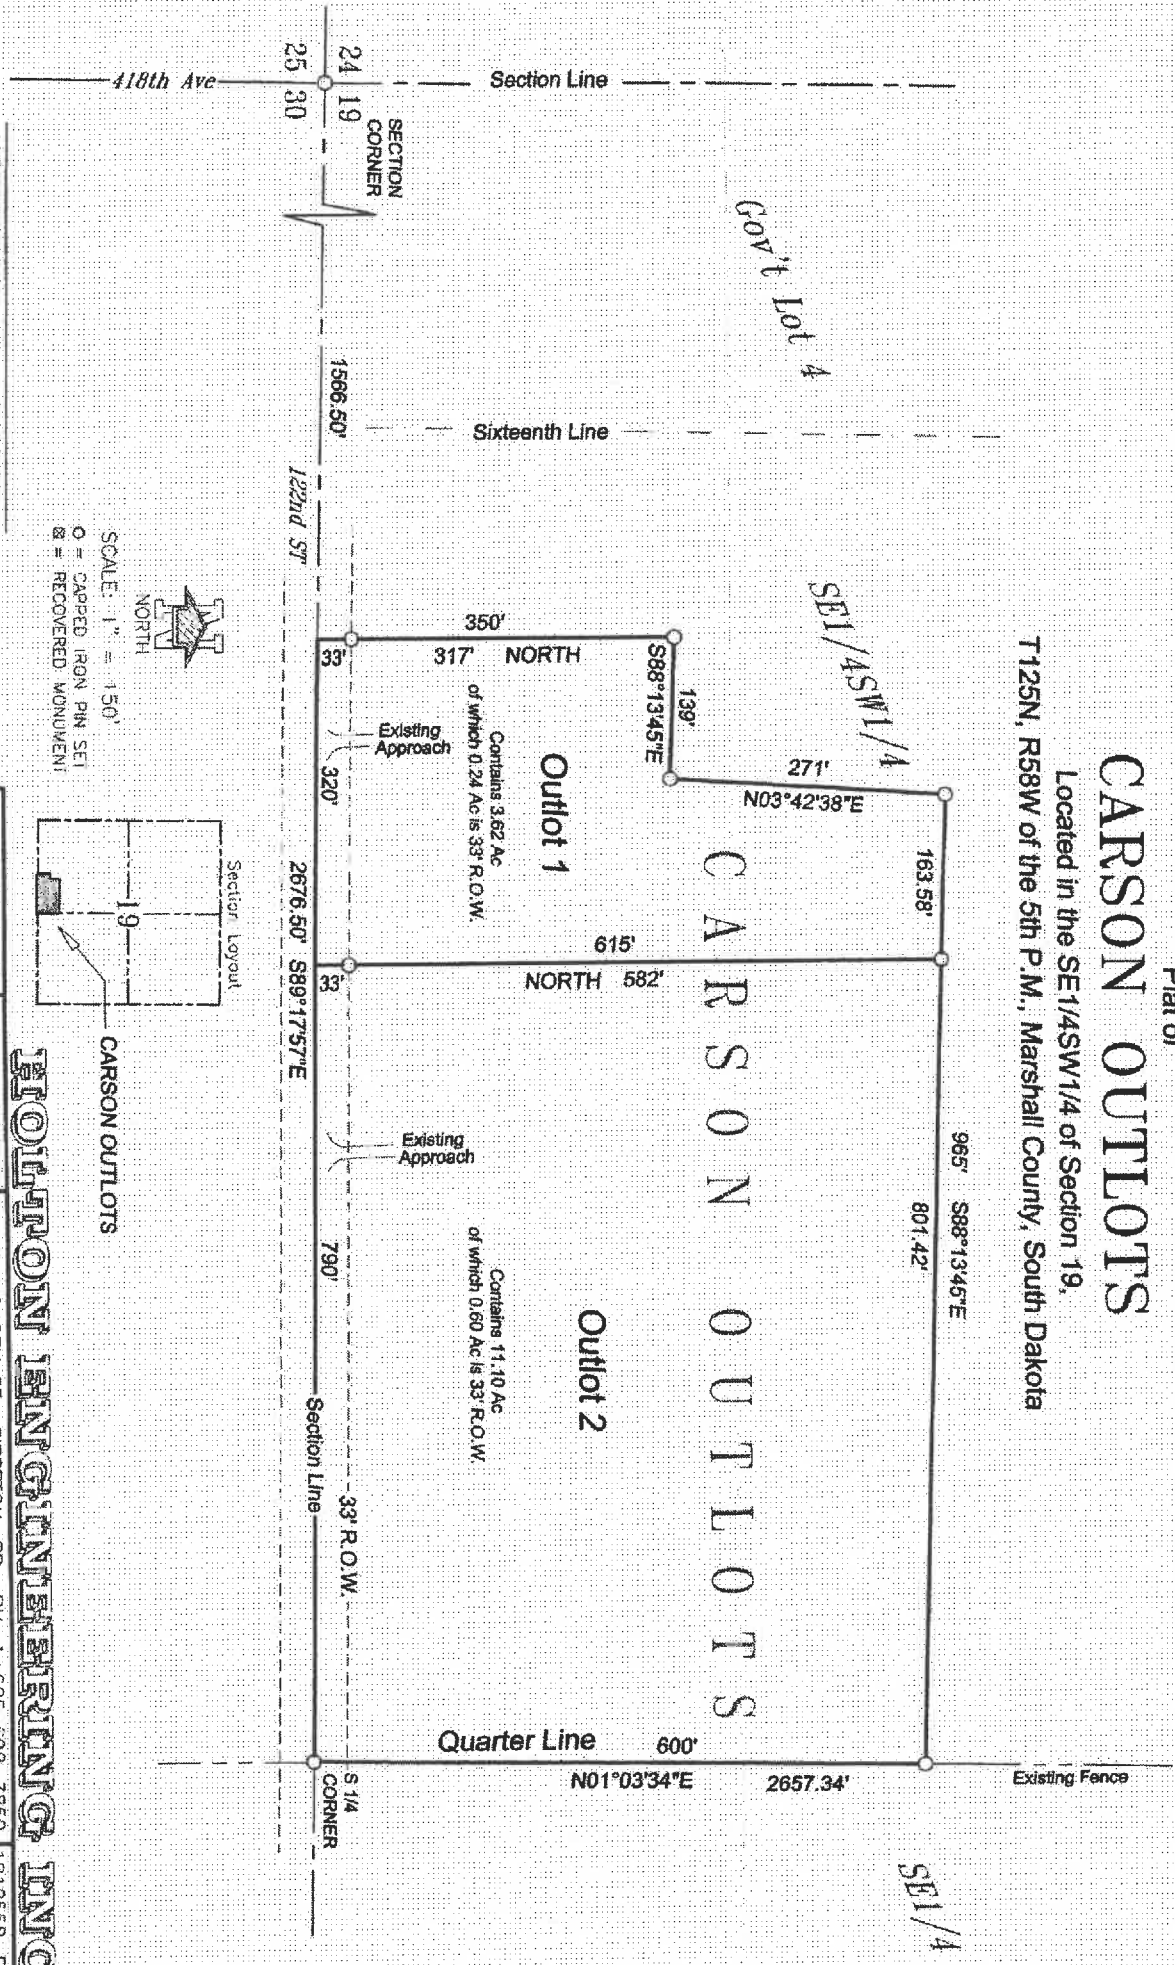 Plat of
CARSON OUTLOTS
Located in the SE1/4SW1/4 of Section 19,
T125N, R58W of the 5th P.M., Marshall County, South Dakota
Gov't Lot 4
SE1/4SW1/4
SE1/4
Section Line
Sixteenth Line
Existing Fence
965' S88°13'45"E
163.58'
801.42'
271'
N03°42'38"E
139'
S88°13'45"E
350'
317' NORTH
615'
NORTH 582'
Quarter Line 600'
N01°03'34"E 2657.34'
CARSON OUTLOTS
Outlot 1
Contains 3.62 Ac
of which 0.24 Ac is 33' R.O.W.
Outlot 2
Contains 11.10 Ac
of which 0.60 Ac is 33' R.O.W.
Existing
Approach
Existing
Approach
SECTION
CORNER
24 19
25 30
418th Ave
1566.50'
33'
320'
33'
790'
33' R.O.W.
S 1/4
CORNER
122nd ST
2676.50' S89°17'57"E
Section Line
NORTH
SCALE: 1" = 150'
O = CAPPED IRON PIN SET
⊠ = RECOVERED MONUMENT
Section Layout
19
CARSON OUTLOTS
HOLTON ENGINEERING INC